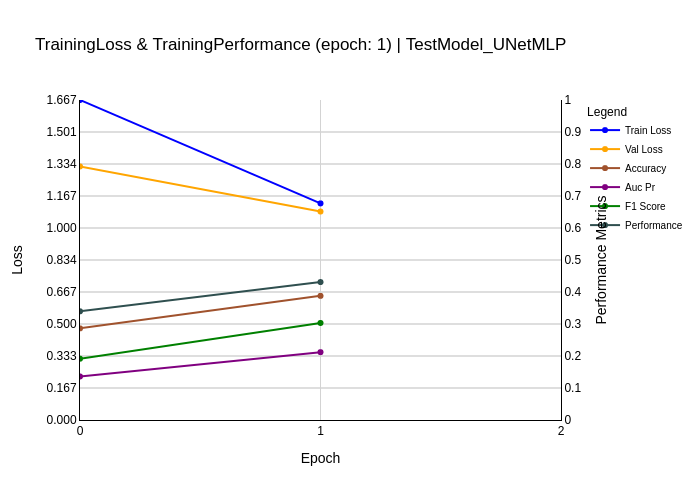 TrainingLoss & TrainingPerformance (epoch: 1) | TestModel_UNetMLP
1.667
1.501
1.334
1.167
1.000
0.834
0.667
0.500
0.333
0.167
0.000
Loss
0
1
2
Epoch
1
0.9
0.8
0.7
0.6
0.5
0.4
0.3
0.2
0.1
0
Performance Metrics
Legend
Train Loss
Val Loss
Accuracy
Auc Pr
F1 Score
Performance